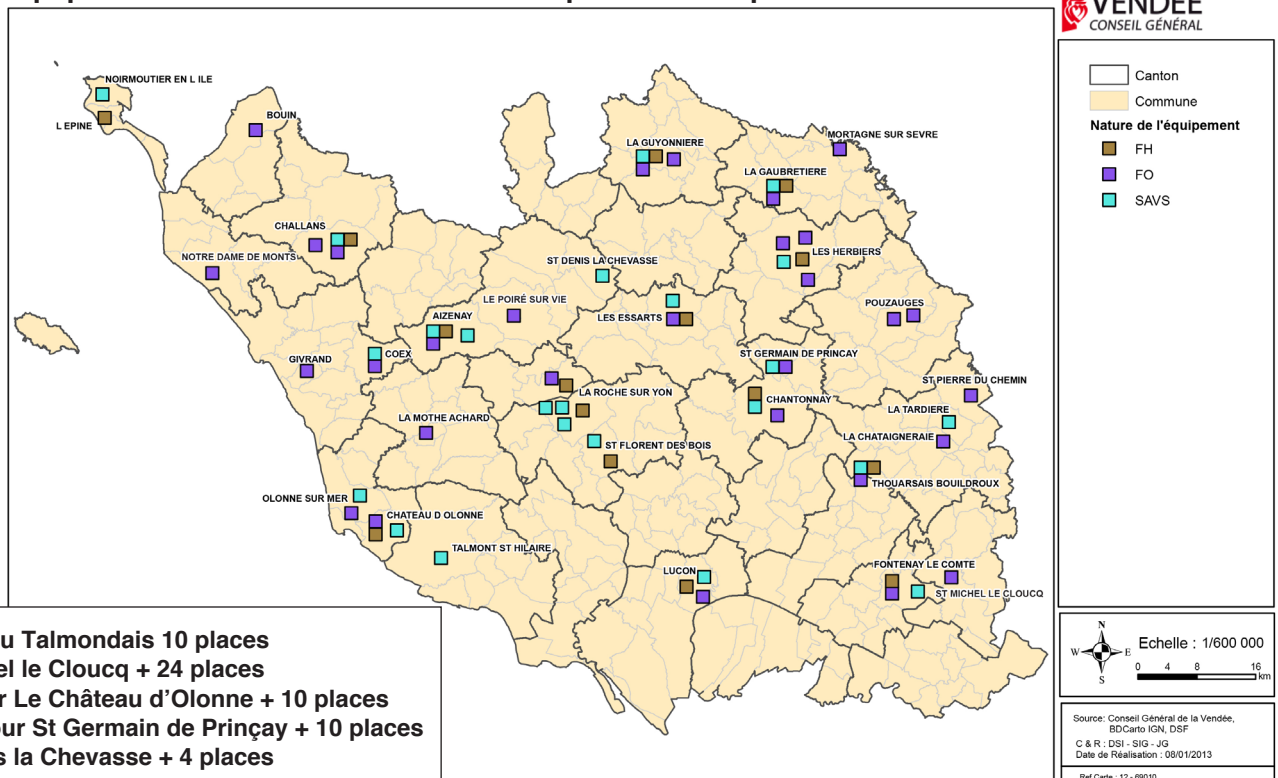 VENDÉE
CONSEIL GÉNÉRAL
NOIRMOUTIER EN L ILE
L EPINE
BOUIN
LA GUYONNIERE
MORTAGNE SUR SEVRE
LA GAUBRETIERE
CHALLANS
NOTRE DAME DE MONTS
LES HERBIERS
ST DENIS LA CHEVASSE
LE POIRÉ SUR VIE
AIZENAY
LES ESSARTS
POUZAUGES
COEX
GIVRAND
ST GERMAIN DE PRINCAY
ST PIERRE DU CHEMIN
LA ROCHE SUR YON
CHANTONNAY
LA MOTHE ACHARD
LA TARDIERE
LA CHATAIGNERAIE
ST FLORENT DES BOIS
THOUARSAIS BOUILDROUX
OLONNE SUR MER
CHATEAU D OLONNE
TALMONT ST HILAIRE
LUCON
FONTENAY LE COMTE
ST MICHEL LE CLOUCQ
Talmondais 10 places
le Cloucq + 24 places
Le Château d'Olonne + 10 places
St Germain de Prinçay + 10 places
la Chevasse + 4 places
Canton
Commune
Nature de l'équipement
FH
FO
SAVS
N
W E
S
Echelle : 1/600 000
0 4 8 16
km
Source: Conseil Général de la Vendée,
BDCarto IGN, DSF
C & R : DSI - SIG - JG
Date de Réalisation : 08/01/2013
Ref Carte : 12 - 69010